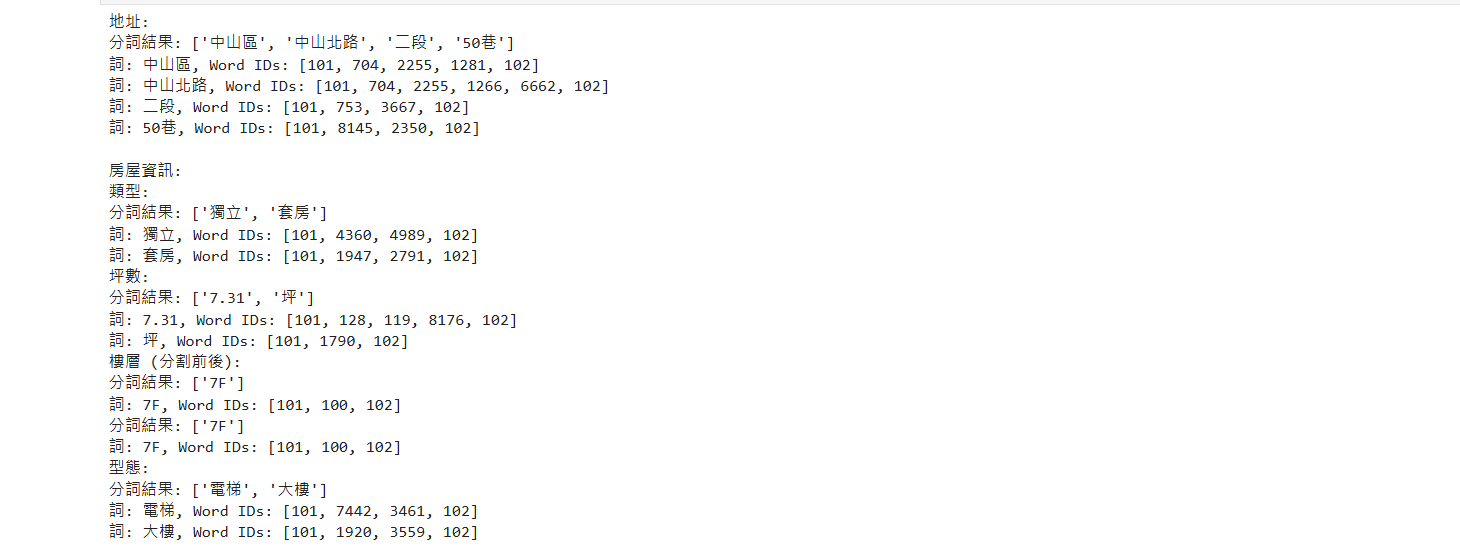 地址:
分詞結果: ['中山區', '中山北路', '二段', '50巷']
詞: 中山區, Word IDs: [101, 704, 2255, 1281, 102]
詞: 中山北路, Word IDs: [101, 704, 2255, 1266, 6662, 102]
詞: 二段, Word IDs: [101, 753, 3667, 102]
詞: 50巷, Word IDs: [101, 8145, 2350, 102]
房屋資訊:
類型:
分詞結果: ['獨立', '套房']
詞: 獨立, Word IDs: [101, 4360, 4989, 102]
詞: 套房, Word IDs: [101, 1947, 2791, 102]
坪數:
分詞結果: ['7.31', '坪']
詞: 7.31, Word IDs: [101, 128, 119, 8176, 102]
詞: 坪, Word IDs: [101, 1790, 102]
樓層 (分割前後):
分詞結果: ['7F']
詞: 7F, Word IDs: [101, 100, 102]
分詞結果: ['7F']
詞: 7F, Word IDs: [101, 100, 102]
型態:
分詞結果: ['電梯', '大樓']
詞: 電梯, Word IDs: [101, 7442, 3461, 102]
詞: 大樓, Word IDs: [101, 1920, 3559, 102]